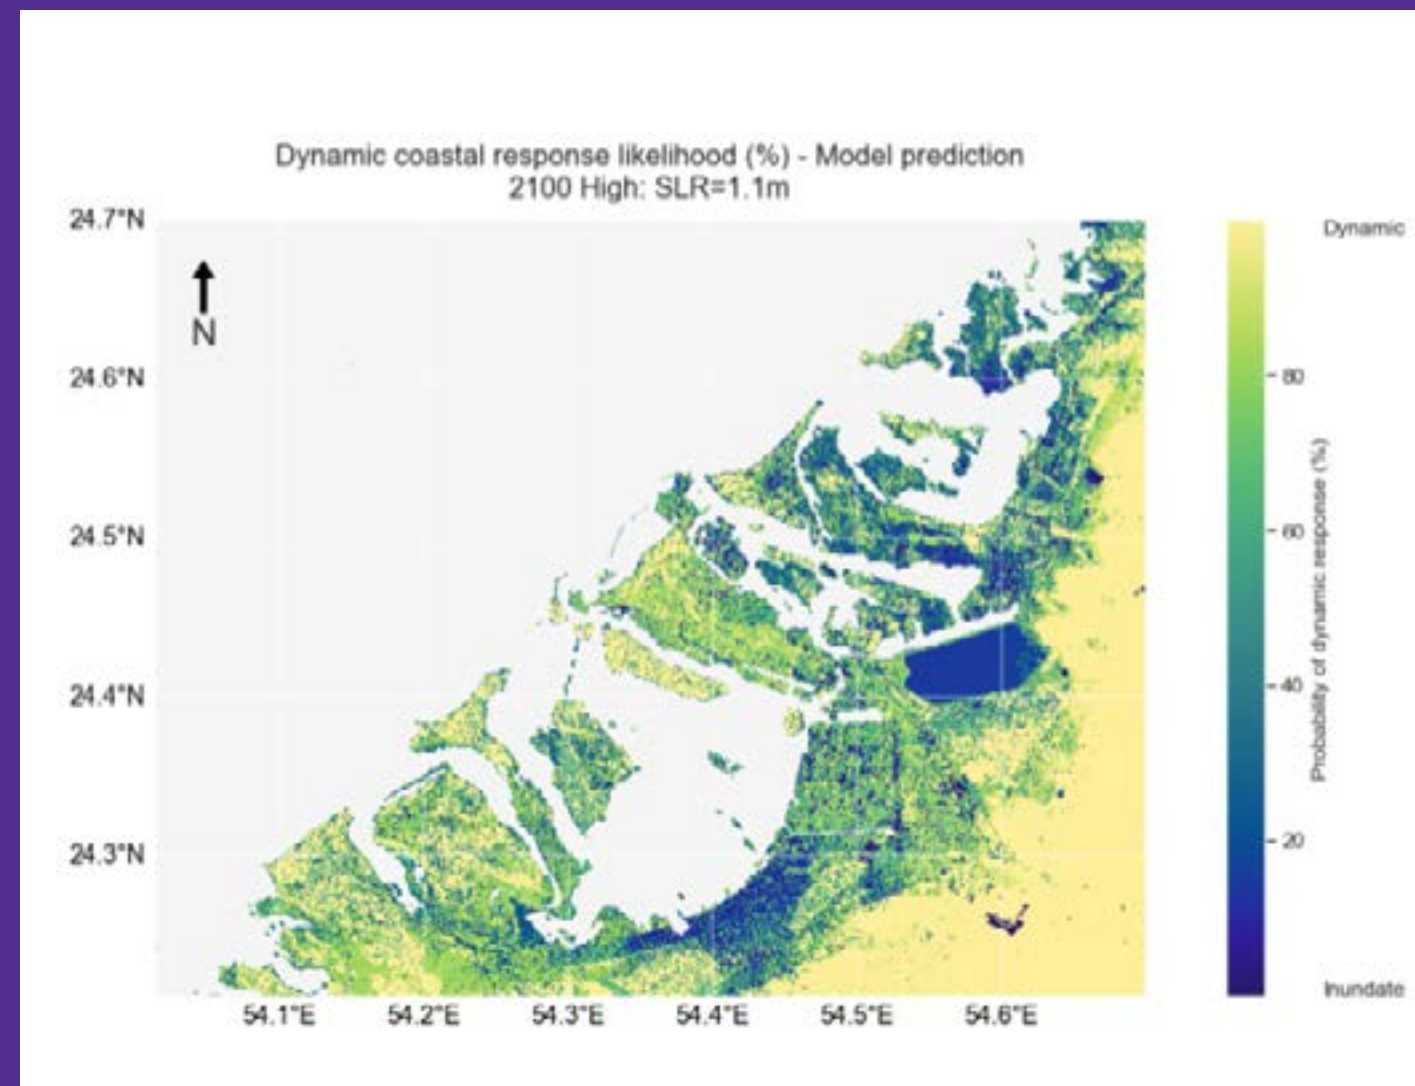 Dynamic coastal response likelihood (%) - Model prediction
2100 High: SLR=1.1m
24.7°N
24.6°N
24.5°N
24.4°N
24.3°N
N
54.1°E
54.2°E
54.3°E
54.4°E
54.5°E
54.6°E
Dynamic
80
60
40
20
Inundate
Probability of dynamic response (%)